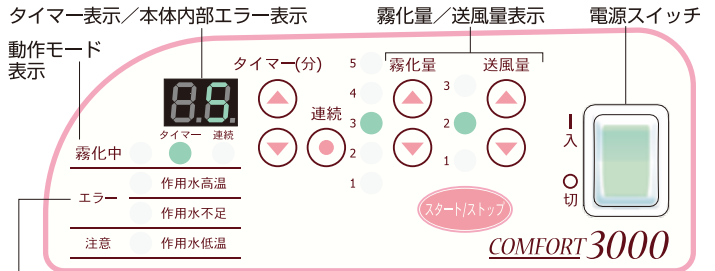 タイマー表示／本体内部エラー表示
霧化量／送風量表示
電源スイッチ
動作モード
表示
タイマー(分)
5
霧化量
送風量
5
4
3
2
1
3
2
1
連続
タイマー
連続
霧化中
エラー
作用水高温
作用水不足
注意
作用水低温
スタート/ストップ
入
切
COMFORT 3000